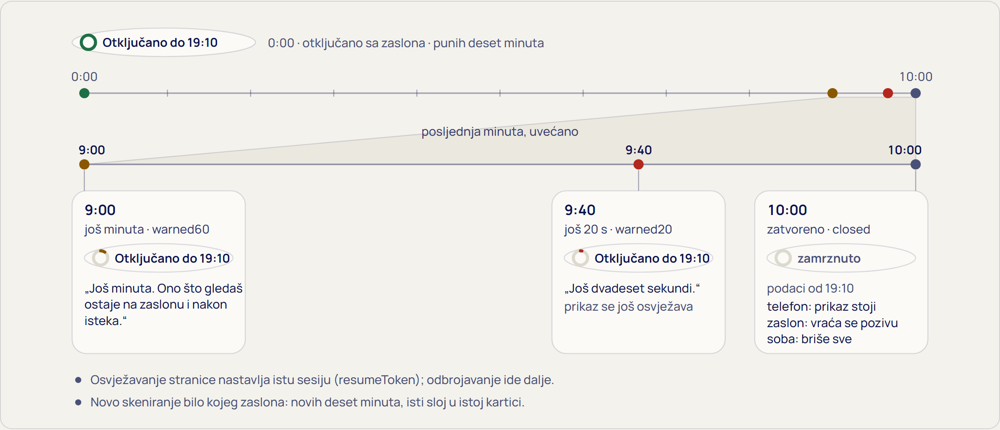 Otključano do 19:10
0:00 · otključano sa zaslona · punih deset minuta
0:00
10:00
posljednja minuta, uvećano
9:00
9:40
10:00
9:00
još minuta · warned60
Otključano do 19:10
„Još minuta. Ono što gledaš
ostaje na zaslonu i nakon
isteka.“
9:40
još 20 s · warned20
Otključano do 19:10
„Još dvadeset sekundi.“
prikaz se još osvježava
10:00
zatvoreno · closed
zamrznuto
podaci od 19:10
telefon: prikaz stoji
zaslon: vraća se pozivu
soba: briše sve
Osvježavanje stranice nastavlja istu sesiju (resumeToken); odbrojavanje ide dalje.
Novo skeniranje bilo kojeg zaslona: novih deset minuta, isti sloj u istoj kartici.